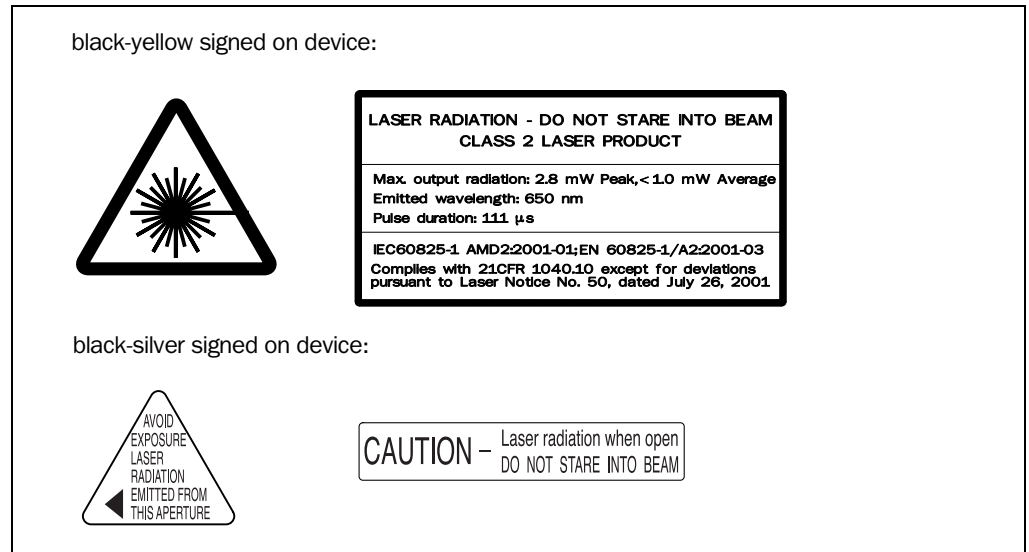 black-yellow signed on device:
LASER RADIATION - DO NOT STARE INTO BEAM
CLASS 2 LASER PRODUCT
Max. output radiation: 2.8 mW Peak,<1.0 mW Average
Emitted wavelength: 650 nm
Pulse duration: 111 µs
IEC60825-1 AMD2:2001-01;EN 60825-1/A2:2001-03
Complies with 21CFR 1040.10 except for deviations
pursuant to Laser Notice No. 50, dated July 26, 2001
black-silver signed on device:
AVOID
EXPOSURE
LASER
RADIATION
EMITTED FROM
THIS APERTURE
CAUTION – Laser radiation when open
DO NOT STARE INTO BEAM